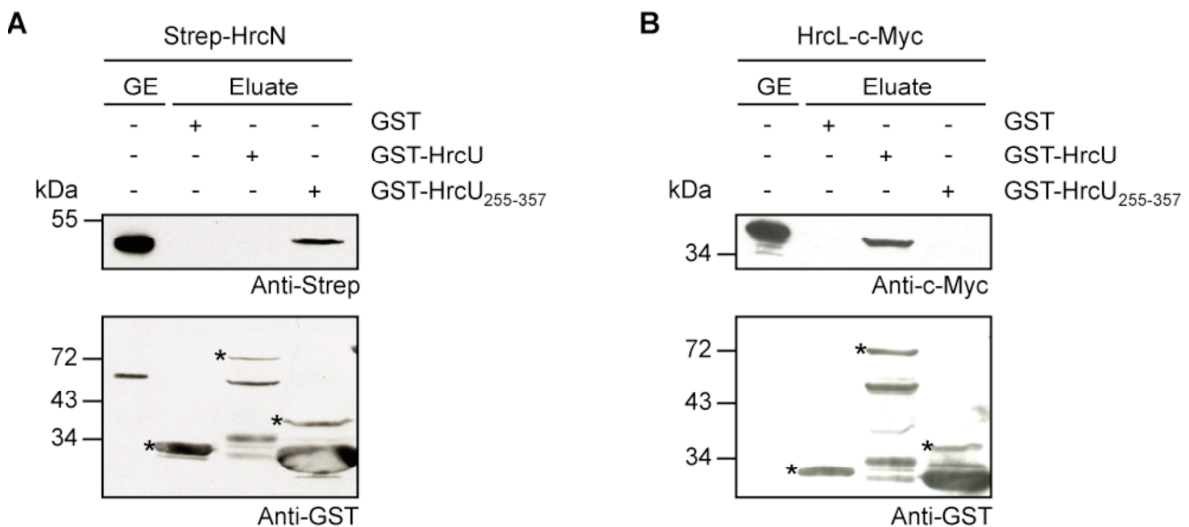 A
Strep-HrcN
GE Eluate
- + - - GST
- - + - GST-HrcU
kDa - - - + GST-HrcU255-357
55
Anti-Strep
72
43
34
*
*
*
Anti-GST
B
HrcL-c-Myc
GE Eluate
- + - - GST
- - + - GST-HrcU
kDa - - - + GST-HrcU255-357
34
Anti-c-Myc
72
43
34
*
*
*
Anti-GST